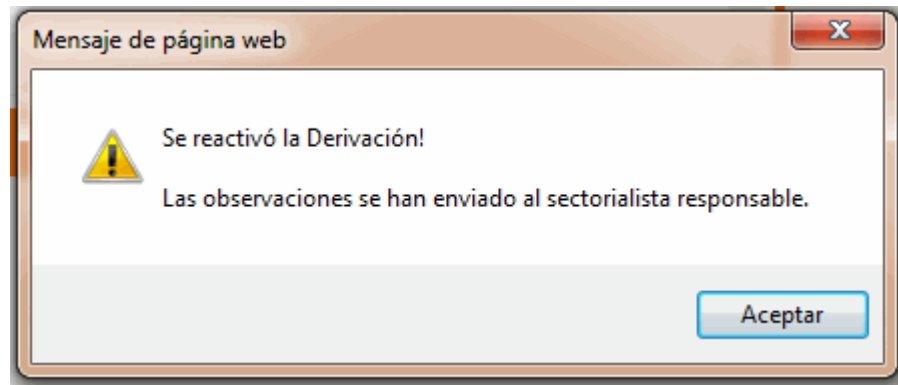 Mensaje de página web
Se reactivó la Derivación!
Las observaciones se han enviado al sectorialista responsable.
Aceptar